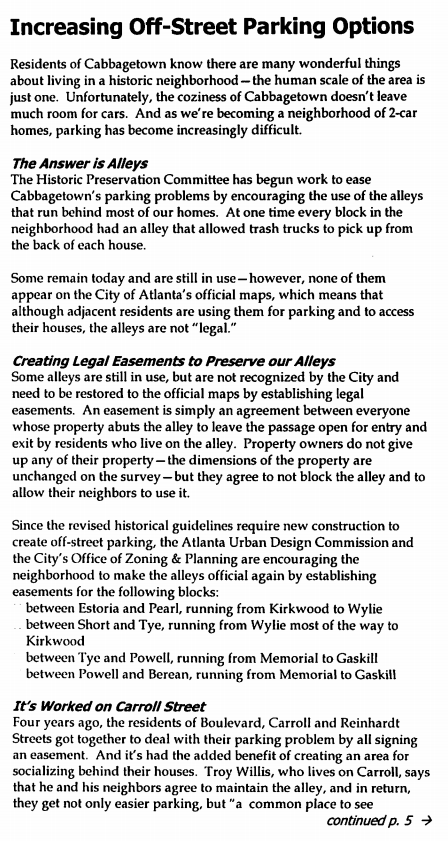 Increasing Off-Street Parking Options
Residents of Cabbagetown know there are many wonderful things
about living in a historic neighborhood—the human scale of the area is
just one. Unfortunately, the coziness of Cabbagetown doesn't leave
much room for cars. And as we're becoming a neighborhood of 2-car
homes, parking has become increasingly difficult.
The Answer is Alleys
The Historic Preservation Committee has begun work to ease
Cabbagetown's parking problems by encouraging the use of the alleys
that run behind most of our homes. At one time every block in the
neighborhood had an alley that allowed trash trucks to pick up from
the back of each house.
Some remain today and are still in use—however, none of them
appear on the City of Atlanta's official maps, which means that
although adjacent residents are using them for parking and to access
their houses, the alleys are not "legal."
Creating Legal Easements to Preserve our Alleys
Some alleys are still in use, but are not recognized by the City and
need to be restored to the official maps by establishing legal
easements. An easement is simply an agreement between everyone
whose property abuts the alley to leave the passage open for entry and
exit by residents who live on the alley. Property owners do not give
up any of their property—the dimensions of the property are
unchanged on the survey—but they agree to not block the alley and to
allow their neighbors to use it.
Since the revised historical guidelines require new construction to
create off-street parking, the Atlanta Urban Design Commission and
the City's Office of Zoning & Planning are encouraging the
neighborhood to make the alleys official again by establishing
easements for the following blocks:
between Estoria and Pearl, running from Kirkwood to Wylie
between Short and Tye, running from Wylie most of the way to
Kirkwood
between Tye and Powell, running from Memorial to Gaskill
between Powell and Berean, running from Memorial to Gaskill
It's Worked on Carroll Street
Four years ago, the residents of Boulevard, Carroll and Reinhardt
Streets got together to deal with their parking problem by all signing
an easement. And it's had the added benefit of creating an area for
socializing behind their houses. Troy Willis, who lives on Carroll, says
that he and his neighbors agree to maintain the alley, and in return,
they get not only easier parking, but "a common place to see
continued p. 5 →